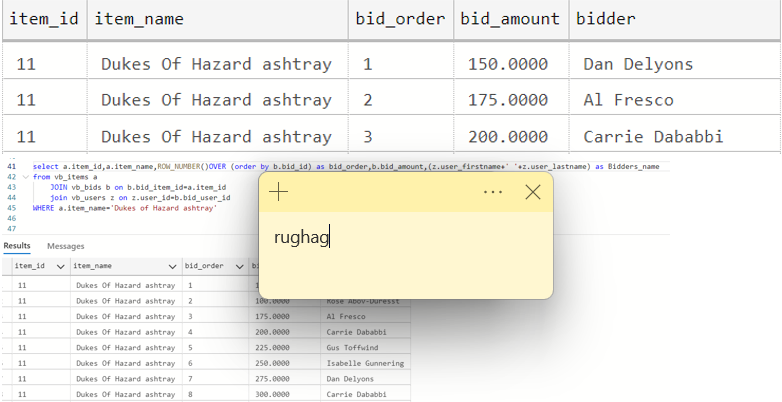 item_id item_name bid_order bid_amount bidder
11 Dukes Of Hazard ashtray 1 150.0000 Dan Delyons
11 Dukes Of Hazard ashtray 2 175.0000 Al Fresco
11 Dukes Of Hazard ashtray 3 200.0000 Carrie Dababbi
41 select a.item_id,a.item_name,ROW_NUMBER()OVER (order by b.bid_id) as bid_order,b.bid_amount,(z.user_firstname+' '+z.user_lastname) as Bidders_name
42 from vb_items a
43 JOIN vb_bids b on b.bid_item_id=a.item_id
44 join vb_users z on z.user_id=b.bid_user_id
45 WHERE a.item_name='Dukes of Hazard ashtray'
46
47
rughag
Results Messages
item_id item_name bid_order
11 Dukes Of Hazard ashtray 1
11 Dukes Of Hazard ashtray 2 100.0000 Rose Abov-Duresst
11 Dukes Of Hazard ashtray 3 175.0000 Al Fresco
11 Dukes Of Hazard ashtray 4 200.0000 Carrie Dababbi
11 Dukes Of Hazard ashtray 5 225.0000 Gus Toffwind
11 Dukes Of Hazard ashtray 6 250.0000 Isabelle Gunnering
11 Dukes Of Hazard ashtray 7 275.0000 Dan Delyons
11 Dukes Of Hazard ashtray 8 300.0000 Carrie Dababbi